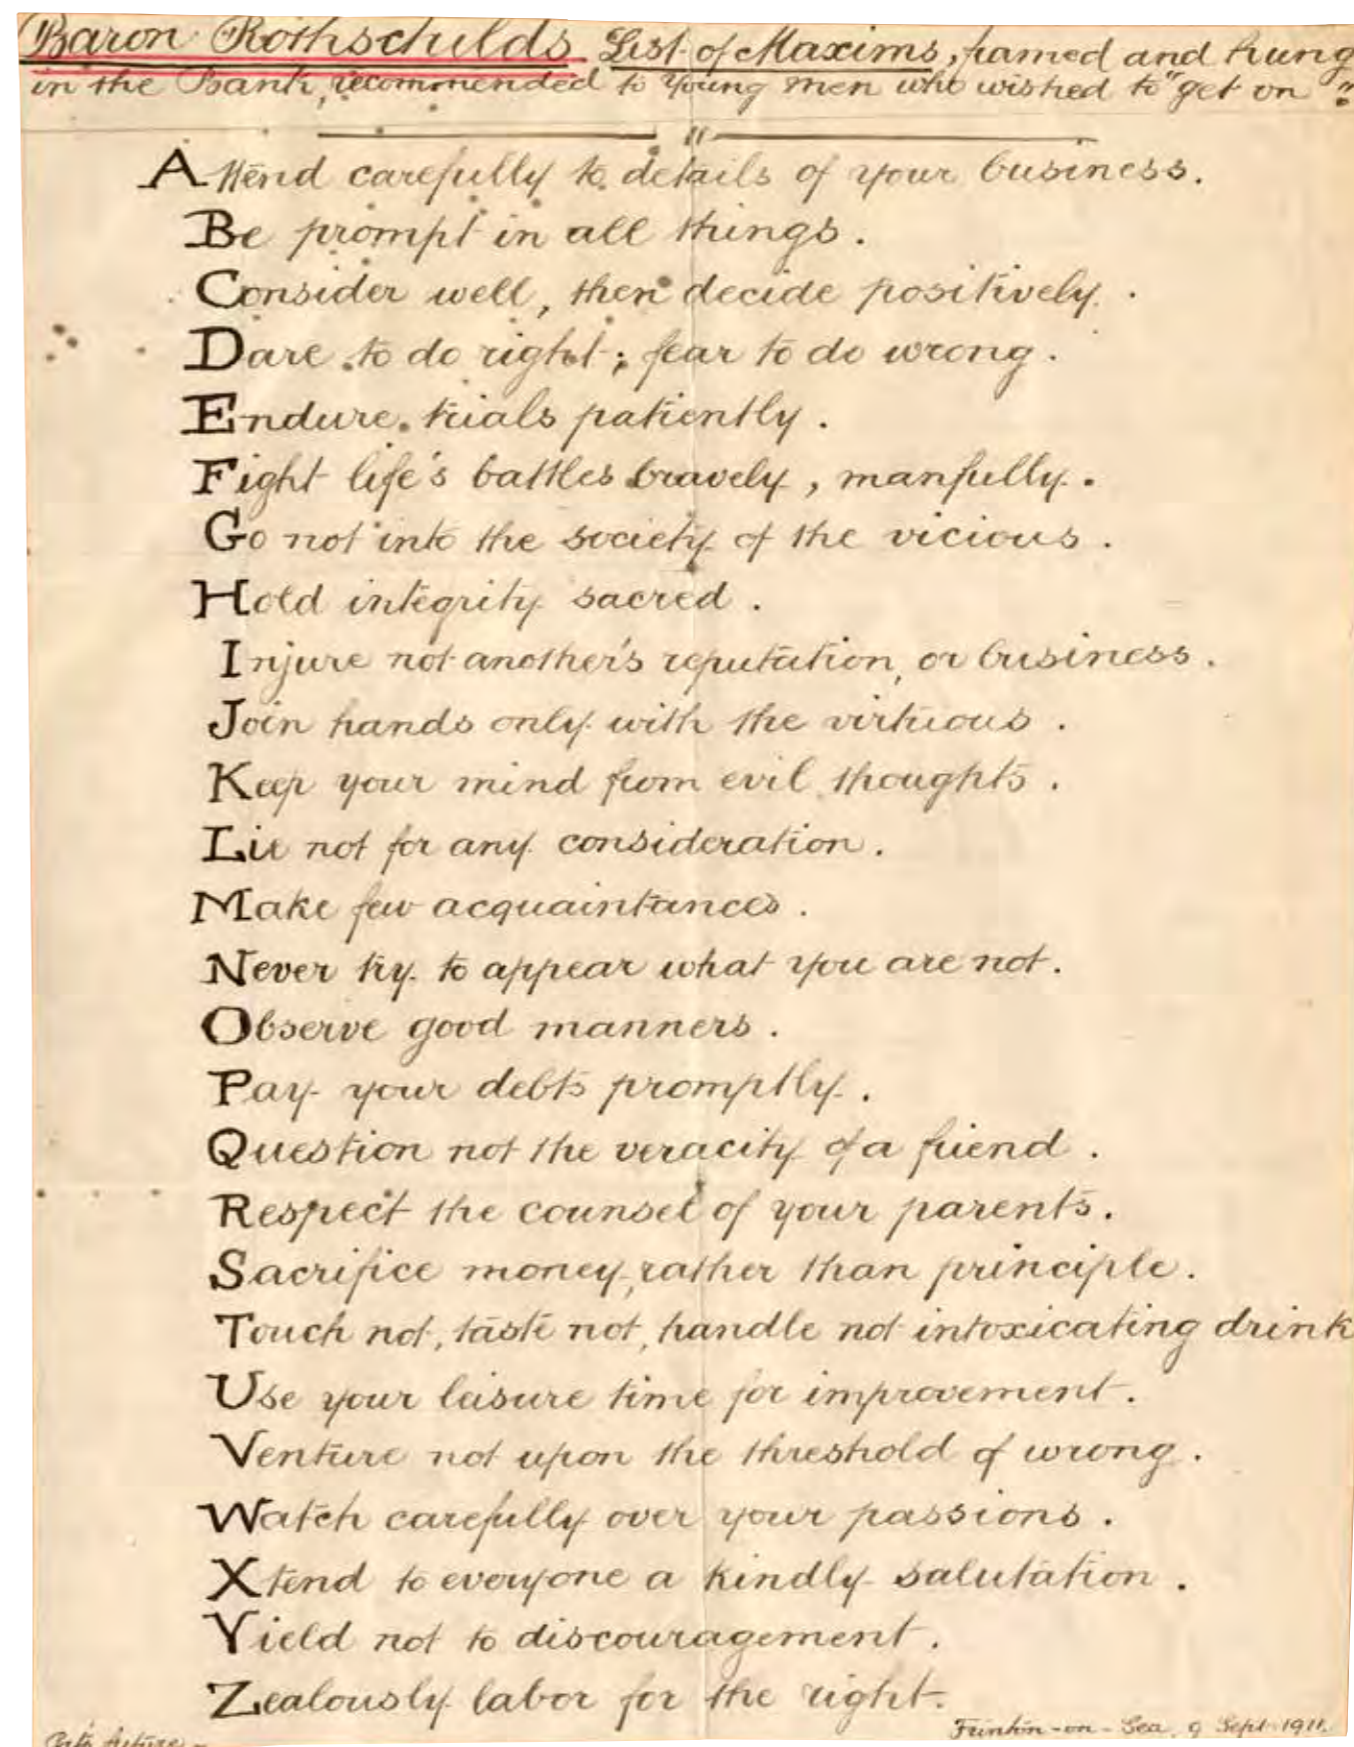 Baron Rothschilds List of Maxims, framed and hung
in the Bank, recommended to Young men who wished to "get on".
Attend carefully to details of your business.
Be prompt in all things.
Consider well, then decide positively.
Dare to do right; fear to do wrong.
Endure trials patiently.
Fight life's battles bravely, manfully.
Go not into the society of the vicious.
Hold integrity sacred.
Injure not another's reputation, or business.
Join hands only with the virtuous.
Keep your mind from evil thoughts.
Lie not for any consideration.
Make few acquaintances.
Never try to appear what you are not.
Observe good manners.
Pay your debts promptly.
Question not the veracity of a friend.
Respect the counsel of your parents.
Sacrifice money, rather than principle.
Touch not, taste not, handle not intoxicating drink
Use your leisure time for improvement.
Venture not upon the threshold of wrong.
Watch carefully over your passions.
Xtend to everyone a kindly salutation.
Yield not to discouragement.
Zealously labor for the right.
Frinton-on-Sea, 9 Sept. 1911.